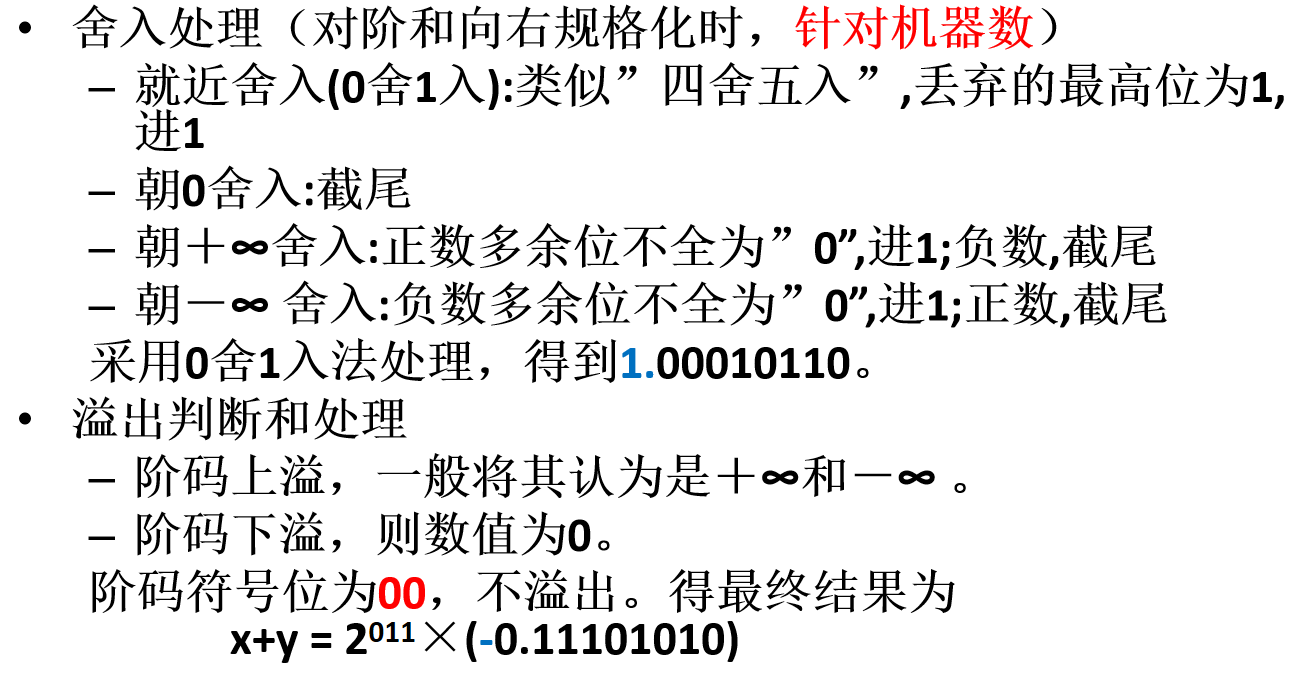 • 舍入处理（对阶和向右规格化时，针对机器数）
– 就近舍入(0舍1入):类似”四舍五入”,丢弃的最高位为1,
进1
– 朝0舍入:截尾
– 朝＋∞舍入:正数多余位不全为”0”,进1;负数,截尾
– 朝－∞ 舍入:负数多余位不全为”0”,进1;正数,截尾
采用0舍1入法处理，得到1.00010110。
• 溢出判断和处理
– 阶码上溢，一般将其认为是＋∞和－∞ 。
– 阶码下溢，则数值为0。
阶码符号位为00，不溢出。得最终结果为
x+y = 2⁰¹¹×(-0.11101010)